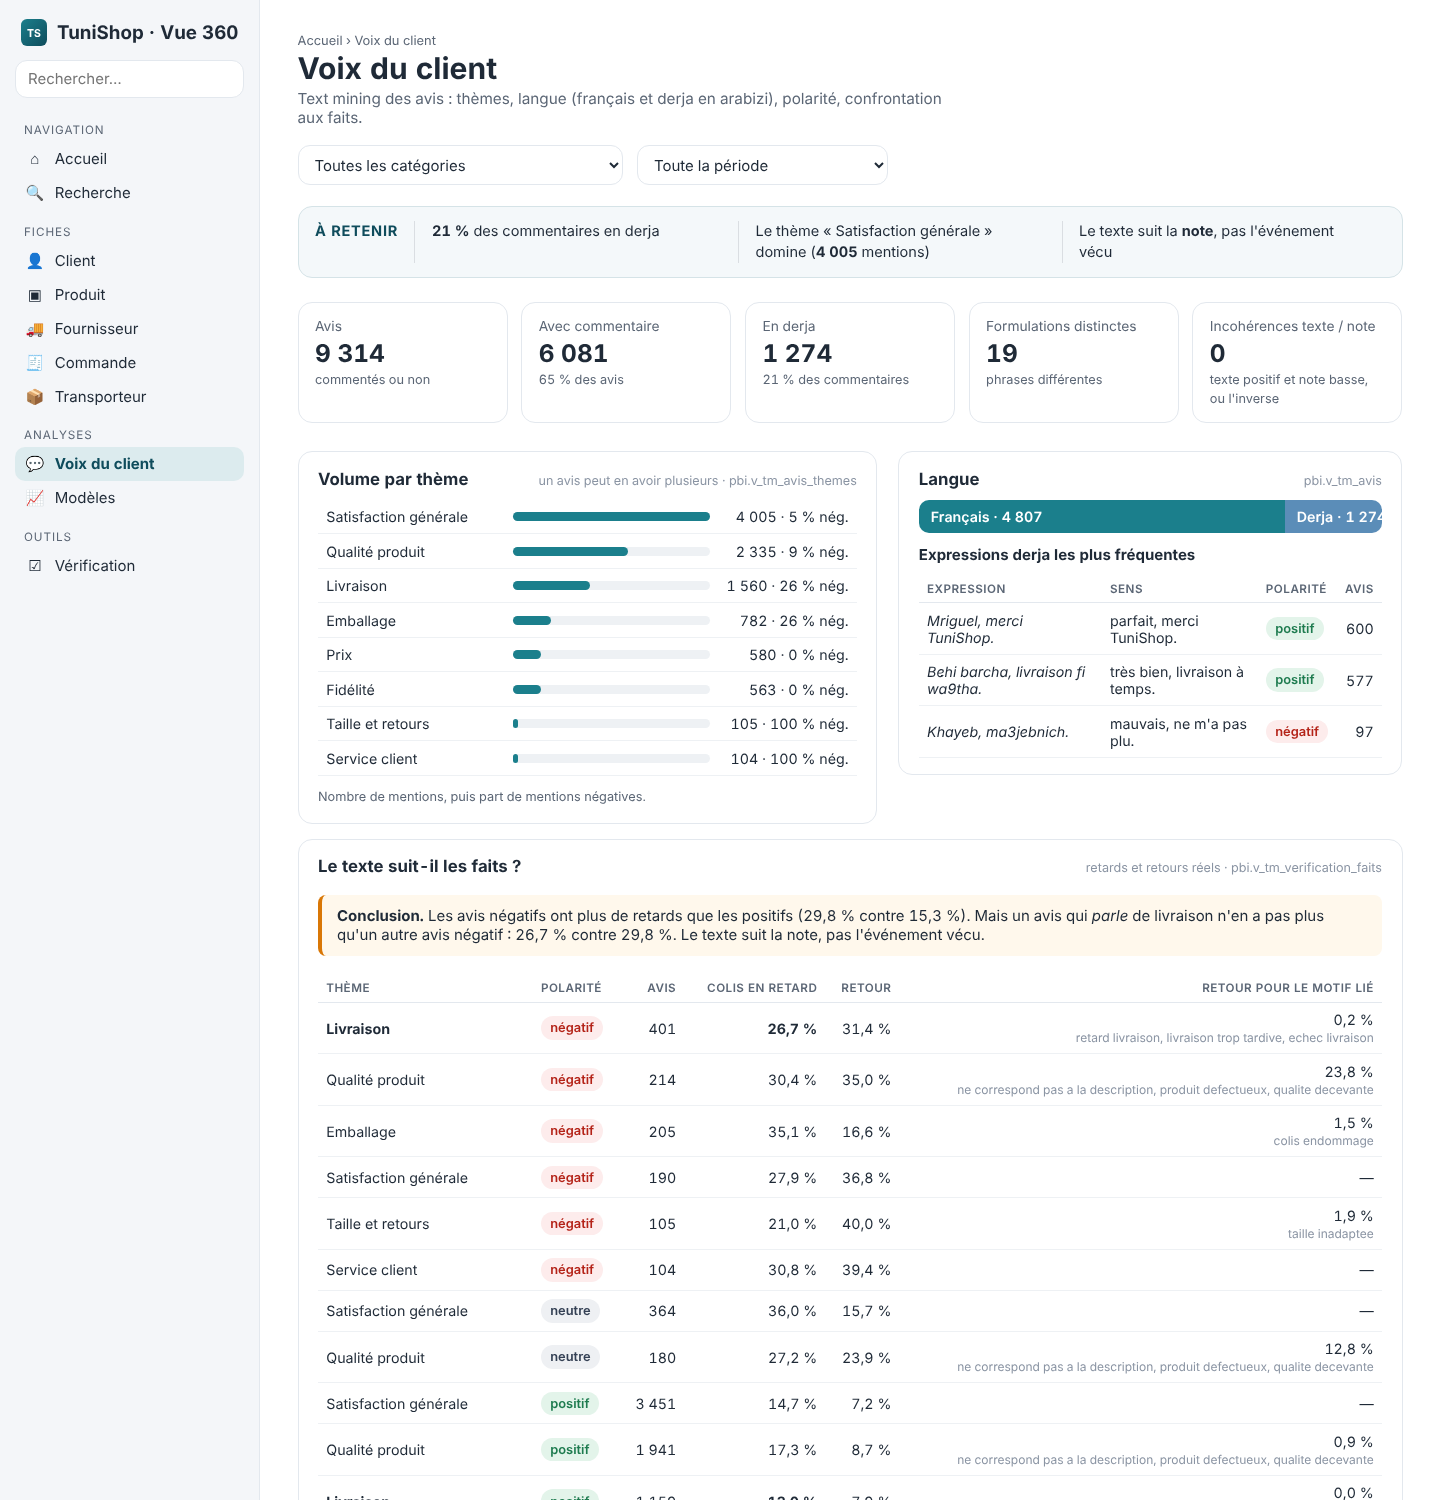 TS TuniShop · Vue 360
Rechercher...
NAVIGATION
Accueil
Recherche
FICHES
Client
Produit
Fournisseur
Commande
Transporteur
ANALYSES
Voix du client
Modèles
OUTILS
Vérification
Accueil › Voix du client
Voix du client
Text mining des avis : thèmes, langue (français et derja en arabizi), polarité, confrontation
aux faits.
Toutes les catégories
Toute la période
À RETENIR
21 % des commentaires en derja
Le thème « Satisfaction générale »
domine (4 005 mentions)
Le texte suit la note, pas l'événement
vécu
Avis
9 314
commentés ou non
Avec commentaire
6 081
65 % des avis
En derja
1 274
21 % des commentaires
Formulations distinctes
19
phrases différentes
Incohérences texte / note
0
texte positif et note basse,
ou l'inverse
Volume par thème
un avis peut en avoir plusieurs · pbi.v_tm_avis_themes
Satisfaction générale 4 005 · 5 % nég.
Qualité produit 2 335 · 9 % nég.
Livraison 1 560 · 26 % nég.
Emballage 782 · 26 % nég.
Prix 580 · 0 % nég.
Fidélité 563 · 0 % nég.
Taille et retours 105 · 100 % nég.
Service client 104 · 100 % nég.
Nombre de mentions, puis part de mentions négatives.
Langue
pbi.v_tm_avis
Français · 4 807 Derja · 1 274
Expressions derja les plus fréquentes
EXPRESSION SENS POLARITÉ AVIS
Mriguel, merci
TuniShop.
parfait, merci
TuniShop.
positif 600
Behi barcha, livraison fi
wa9tha.
très bien, livraison à
temps.
positif 577
Khayeb, ma3jebnich.
mauvais, ne m'a pas
plu.
négatif 97
Le texte suit-il les faits ?
retards et retours réels · pbi.v_tm_verification_faits
Conclusion. Les avis négatifs ont plus de retards que les positifs (29,8 % contre 15,3 %). Mais un avis qui parle de livraison n'en a pas plus
qu'un autre avis négatif : 26,7 % contre 29,8 %. Le texte suit la note, pas l'événement vécu.
THÈME POLARITÉ AVIS COLIS EN RETARD RETOUR RETOUR POUR LE MOTIF LIÉ
Livraison négatif 401 26,7 % 31,4 % 0,2 %
retard livraison, livraison trop tardive, echec livraison
Qualité produit négatif 214 30,4 % 35,0 % 23,8 %
ne correspond pas a la description, produit defectueux, qualite decevante
Emballage négatif 205 35,1 % 16,6 % 1,5 %
colis endommage
Satisfaction générale négatif 190 27,9 % 36,8 % —
Taille et retours négatif 105 21,0 % 40,0 % 1,9 %
taille inadaptee
Service client négatif 104 30,8 % 39,4 % —
Satisfaction générale neutre 364 36,0 % 15,7 % —
Qualité produit neutre 180 27,2 % 23,9 % 12,8 %
ne correspond pas a la description, produit defectueux, qualite decevante
Satisfaction générale positif 3 451 14,7 % 7,2 % —
Qualité produit positif 1 941 17,3 % 8,7 % 0,9 %
ne correspond pas a la description, produit defectueux, qualite decevante
0,0 %